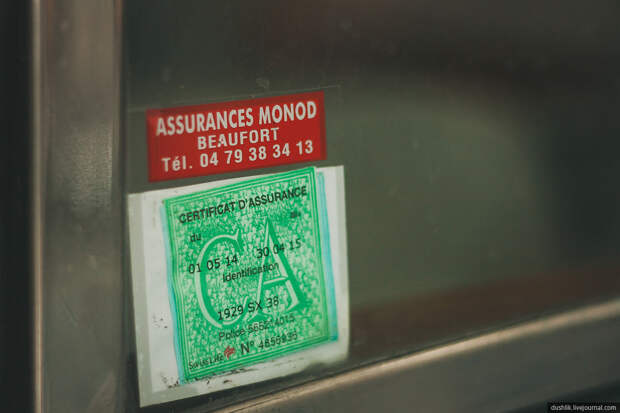 ASSURANCES MONOD
BEAUFORT
Tél. 04 79 38 34 13
CERTIFICAT D'ASSURANCE
du au
01 05 14 30 04 15
CA
Identification
1929 SX 38
Police
N°
dushlik.livejournal.com